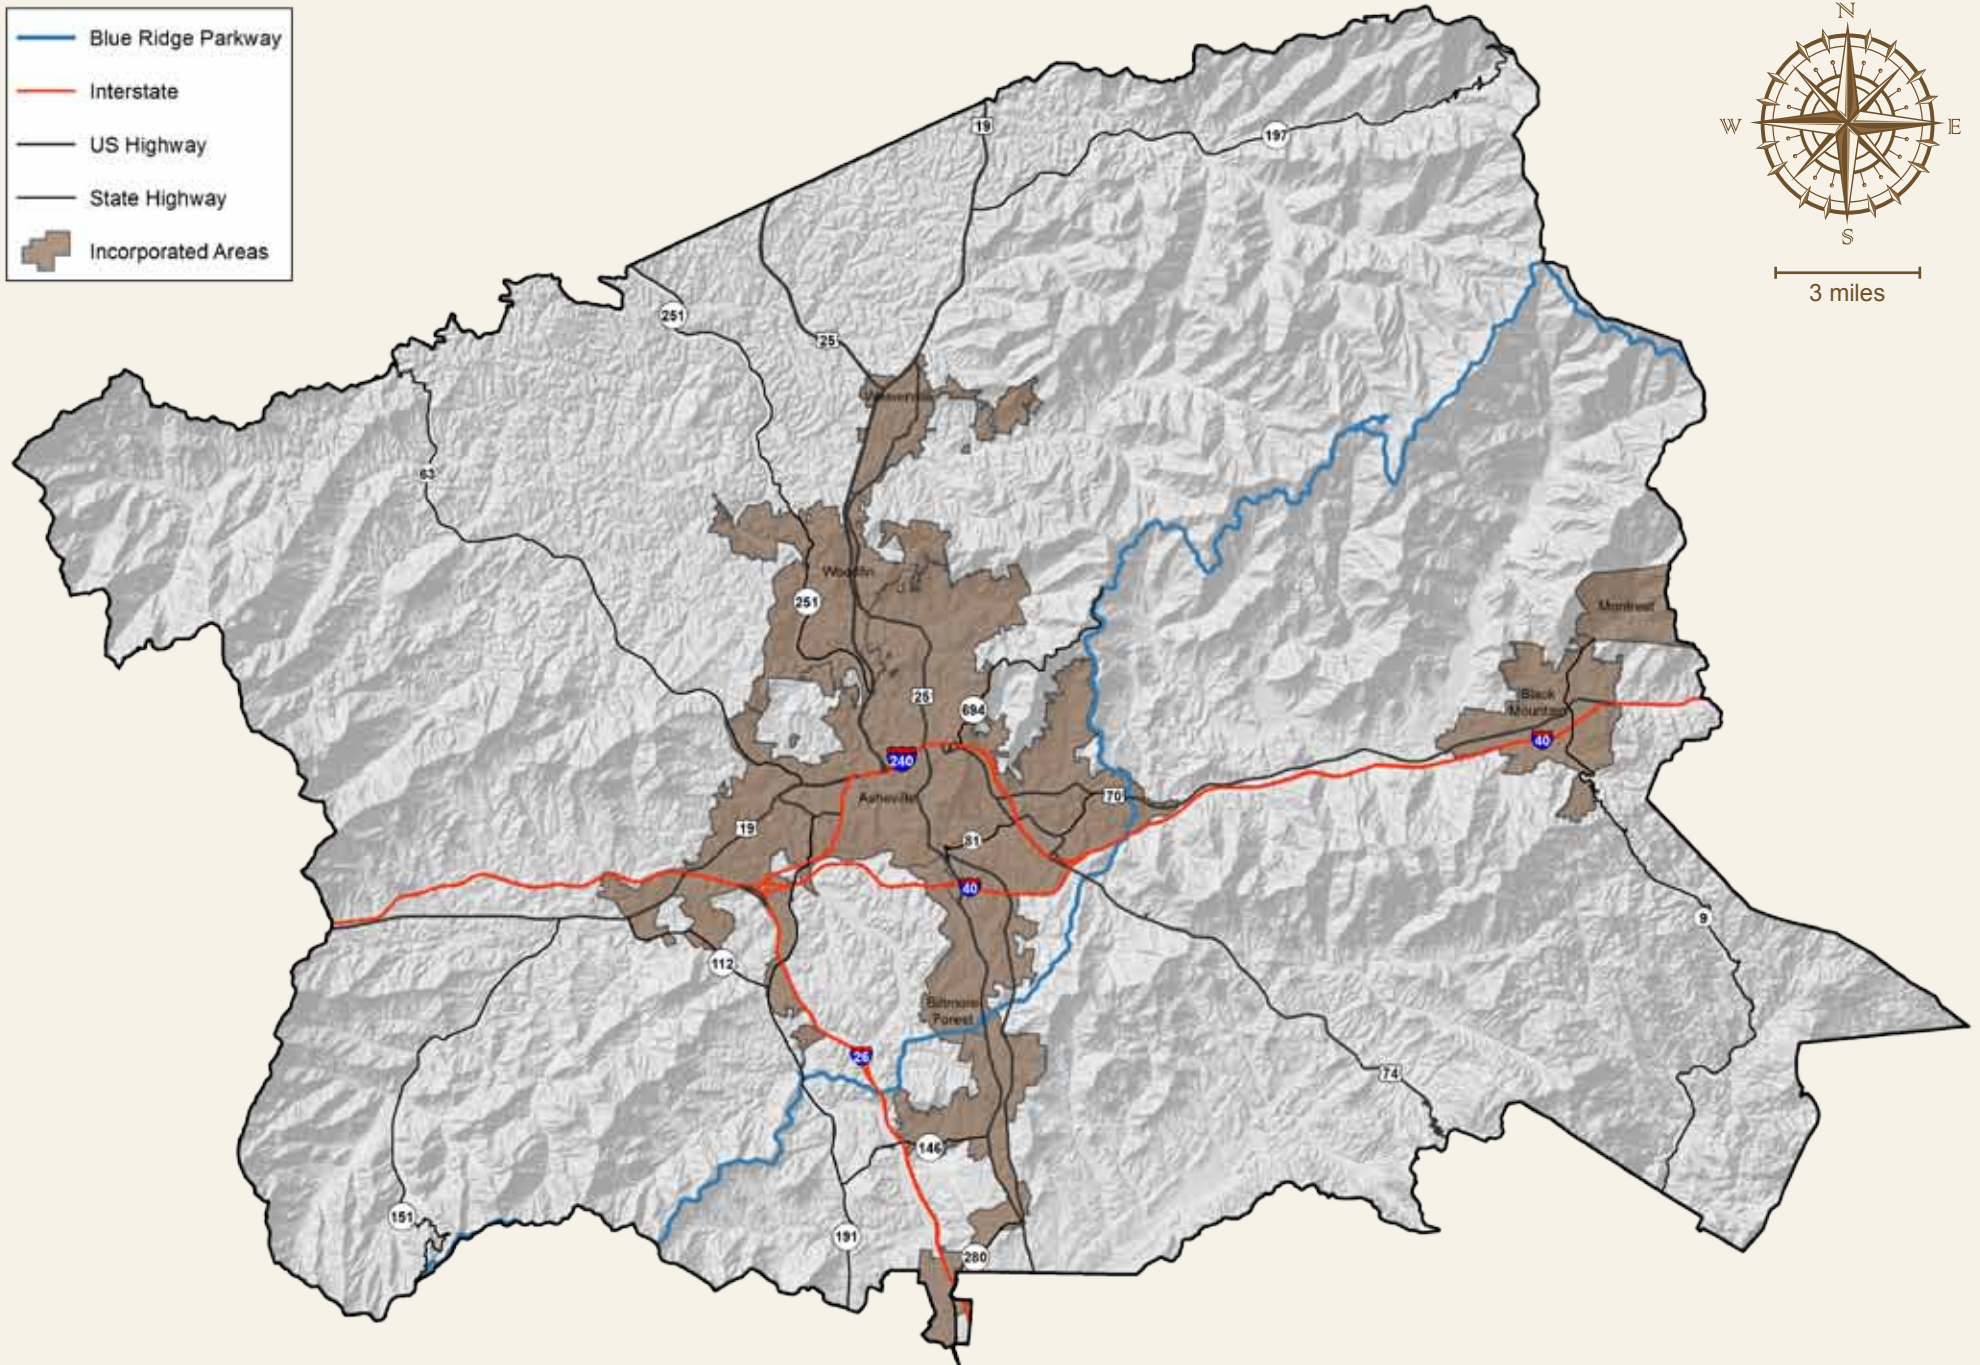 Blue Ridge Parkway
Interstate
US Highway
State Highway
Incorporated Areas
N
W
E
S
3 miles
19
197
251
25
Weaverville
63
Woodfin
251
Montreat
25
694
Black
Mountain
40
240
Asheville
70
19
81
40
9
112
Biltmore
Forest
26
74
146
151
191
280